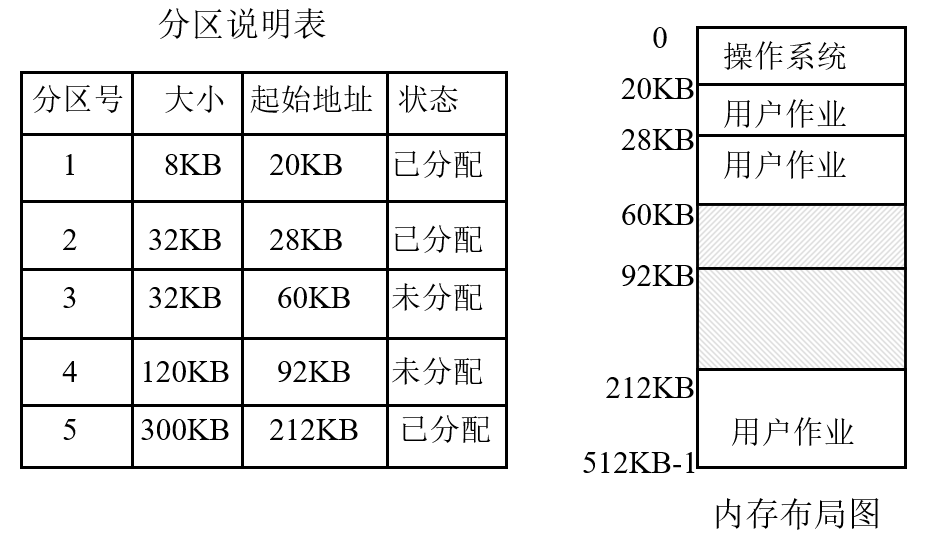 分区说明表
分区号 大小 起始地址 状态
1 8KB 20KB 已分配
2 32KB 28KB 已分配
3 32KB 60KB 未分配
4 120KB 92KB 未分配
5 300KB 212KB 已分配
0
操作系统
20KB
用户作业
28KB
用户作业
60KB
92KB
212KB
用户作业
512KB-1
内存布局图